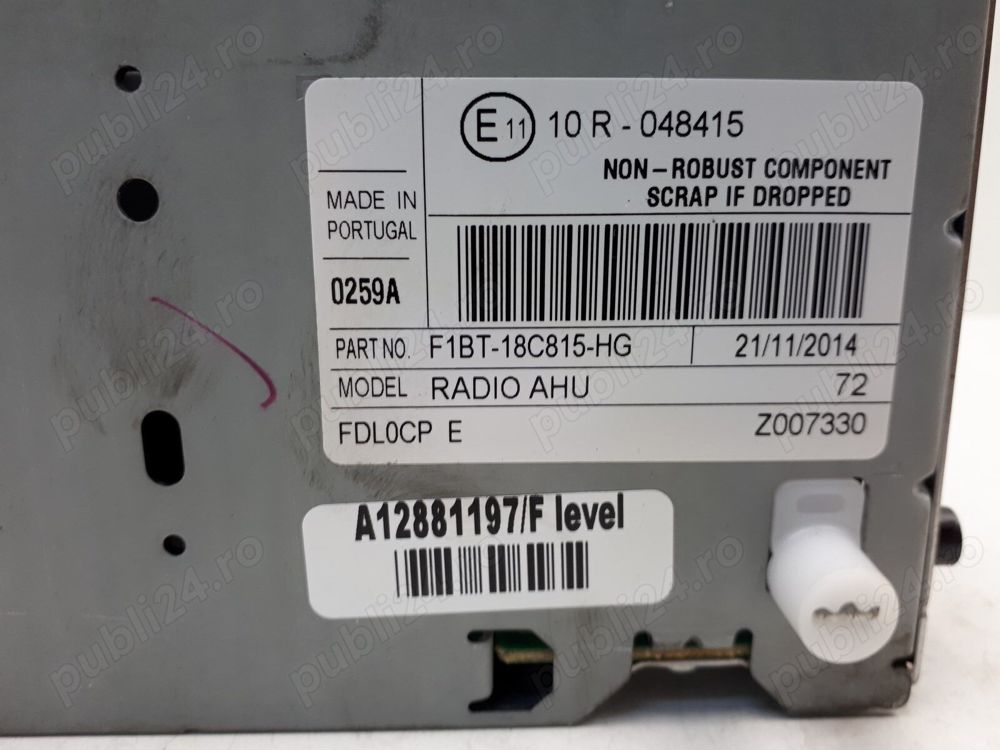 E 11 10 R - 048415
NON - ROBUST COMPONENT
SCRAP IF DROPPED
MADE IN
PORTUGAL
0259A
PART NO. F1BT-18C815-HG 21/11/2014
MODEL RADIO AHU 72
FDL0CP E Z007330
A12881197/F level
publi24.ro